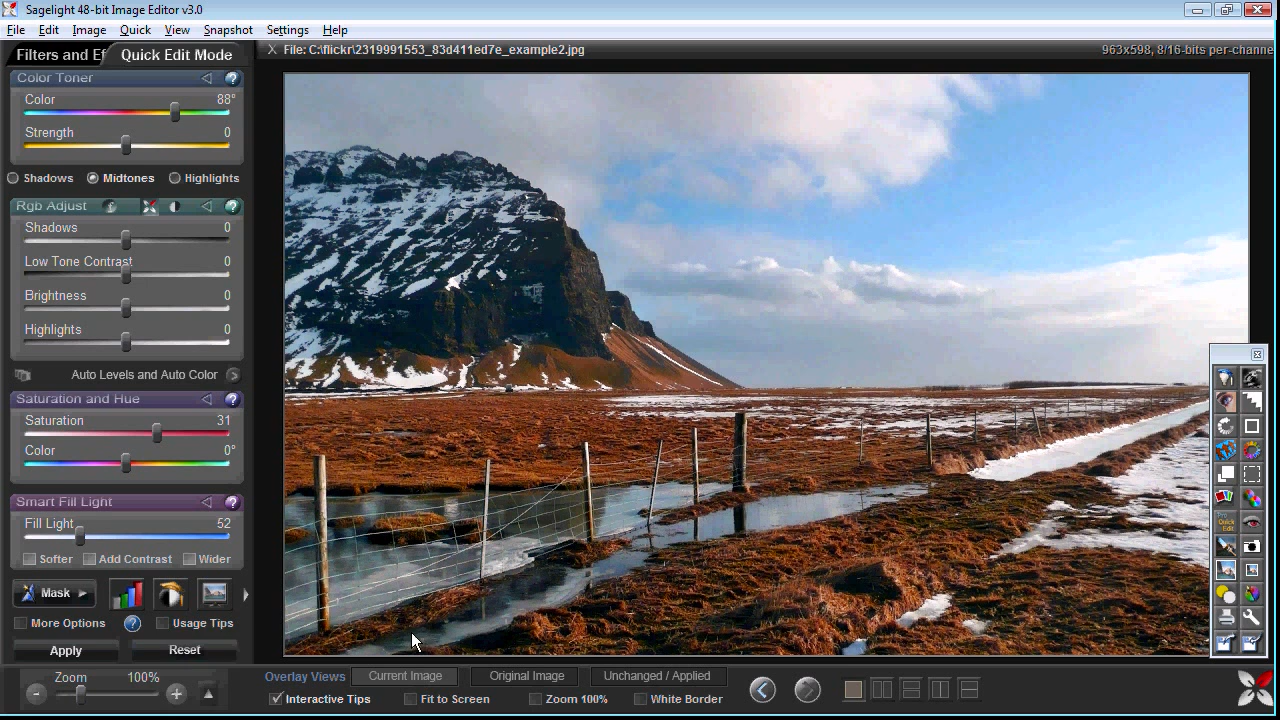 Sagelight 48-bit Image Editor v3.0
File Edit Image Quick View Snapshot Settings Help
Filters and Ef Quick Edit Mode
X File: C:\flickr\2319991553_83d411ed7e_example2.jpg
963x598, 8/16-bits per-channe
Color Toner
Color 88°
Strength 0
Shadows Midtones Highlights
Rgb Adjust
Shadows 0
Low Tone Contrast 0
Brightness 0
Highlights 0
Auto Levels and Auto Color
Saturation and Hue
Saturation 31
Color 0°
Smart Fill Light
Fill Light 52
Softer Add Contrast Wider
Mask
More Options ? Usage Tips
Apply Reset
Quick Edit
Zoom 100%
Overlay Views Current Image Original Image Unchanged / Applied
Interactive Tips Fit to Screen Zoom 100% White Border